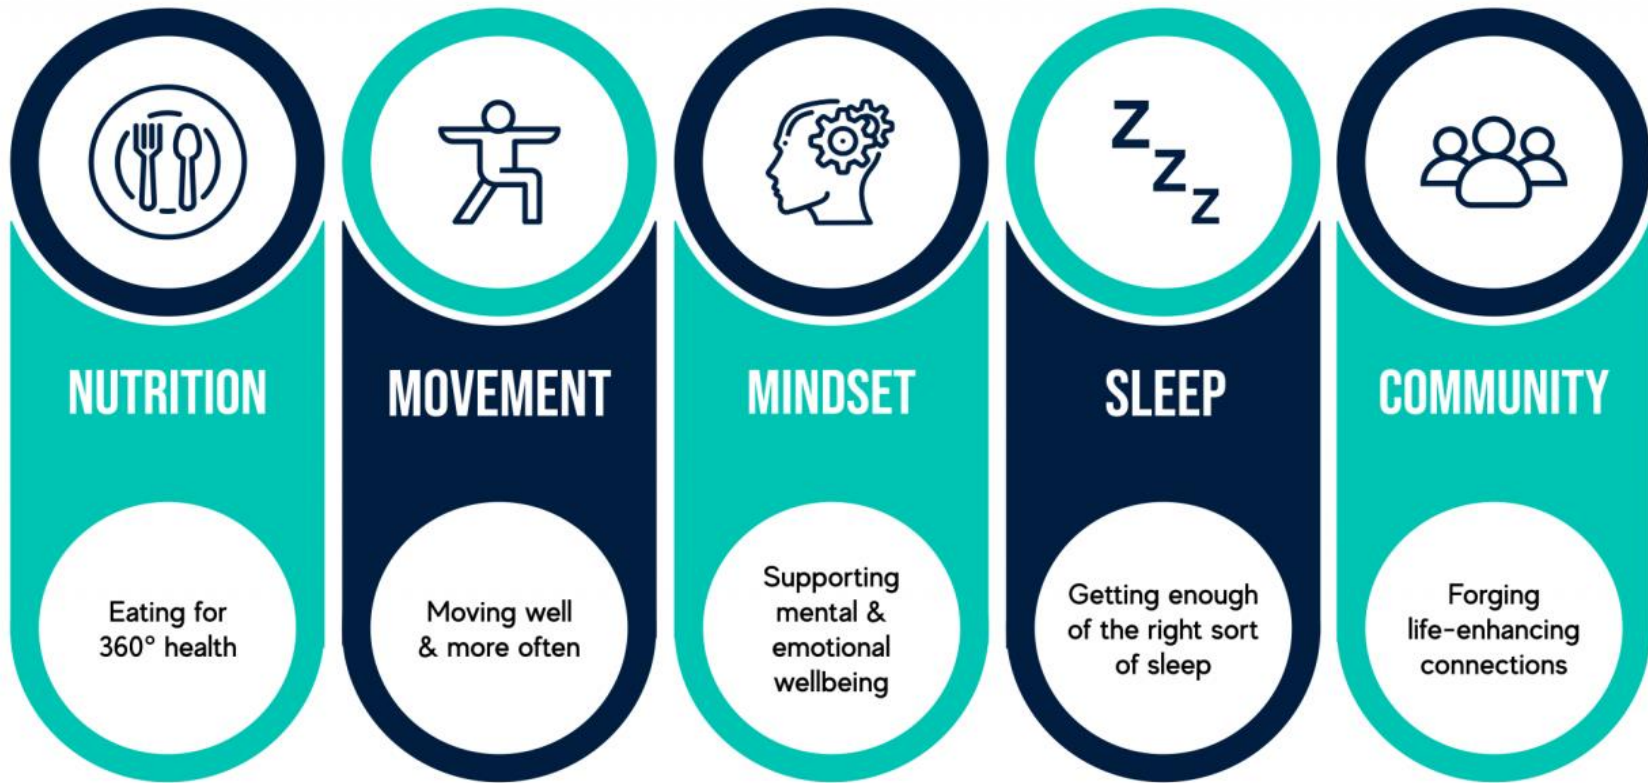 Z
Z
Z
NUTRITION
Eating for
360° health
MOVEMENT
Moving well
& more often
MINDSET
Supporting
mental &
emotional
wellbeing
SLEEP
Getting enough
of the right sort
of sleep
COMMUNITY
Forging
life-enhancing
connections